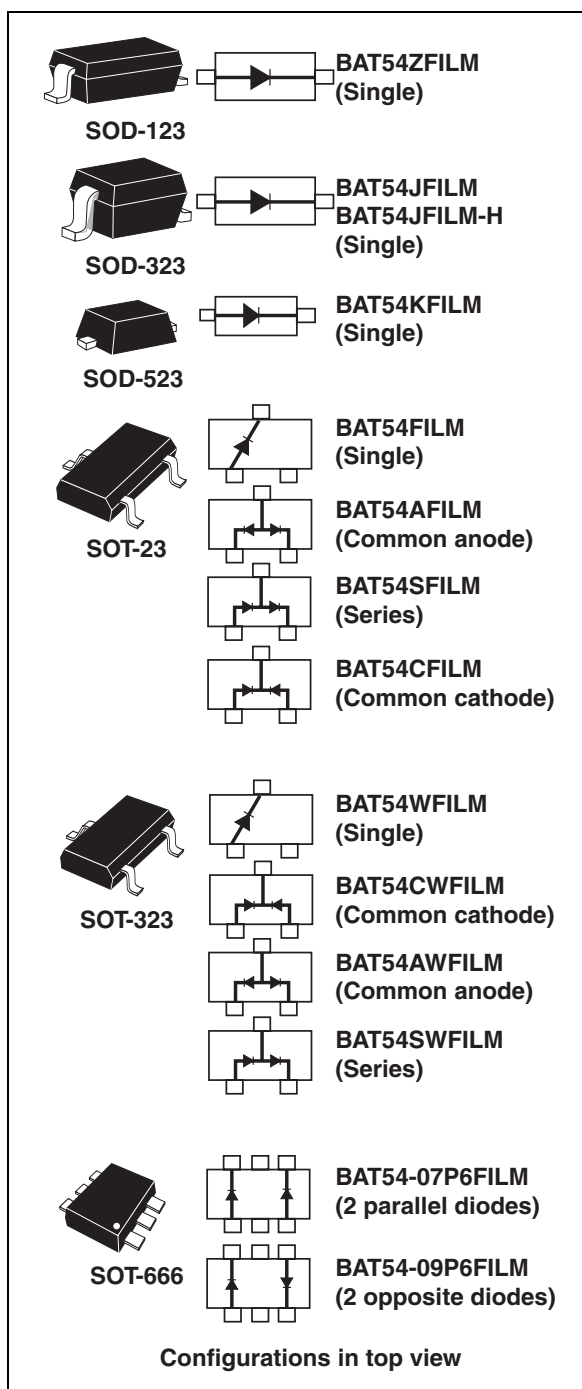 BAT54ZFILM
(Single)
SOD-123
BAT54JFILM
BAT54JFILM-H
(Single)
SOD-323
BAT54KFILM
(Single)
SOD-523
BAT54FILM
(Single)
BAT54AFILM
(Common anode)
SOT-23
BAT54SFILM
(Series)
BAT54CFILM
(Common cathode)
BAT54WFILM
(Single)
BAT54CWFILM
(Common cathode)
SOT-323
BAT54AWFILM
(Common anode)
BAT54SWFILM
(Series)
BAT54-07P6FILM
(2 parallel diodes)
SOT-666
BAT54-09P6FILM
(2 opposite diodes)
Configurations in top view